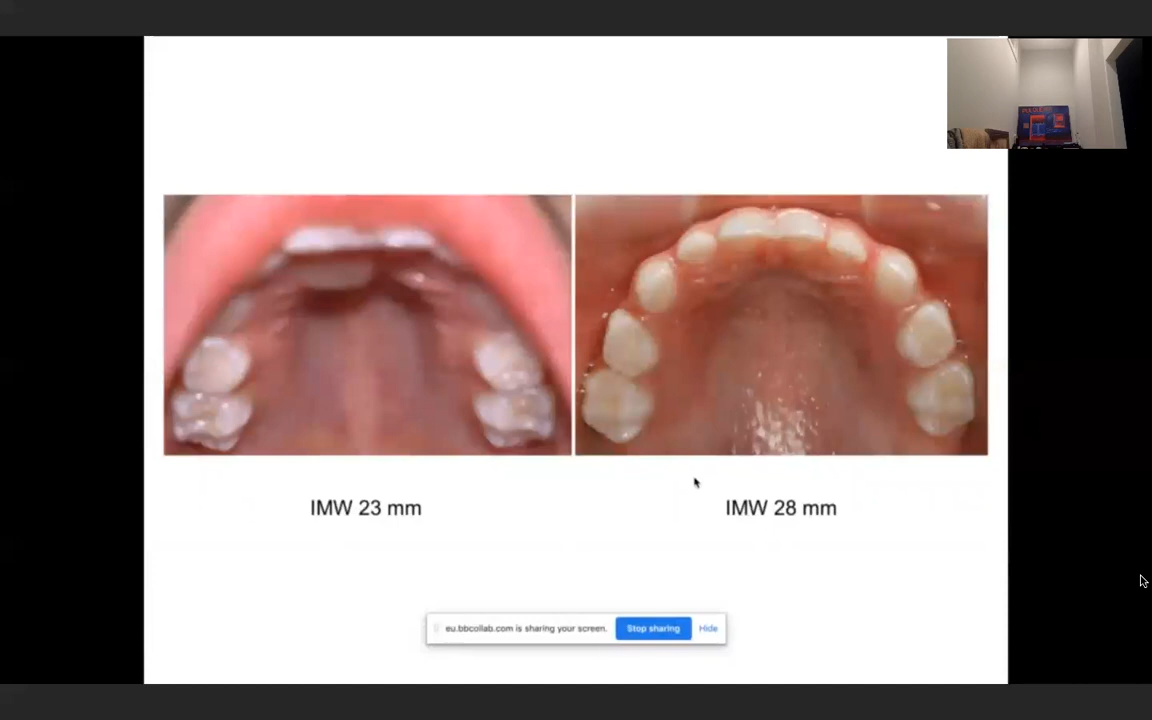 IMW 23 mm
IMW 28 mm
eu.bbcollab.com is sharing your screen.
Stop sharing
Hide